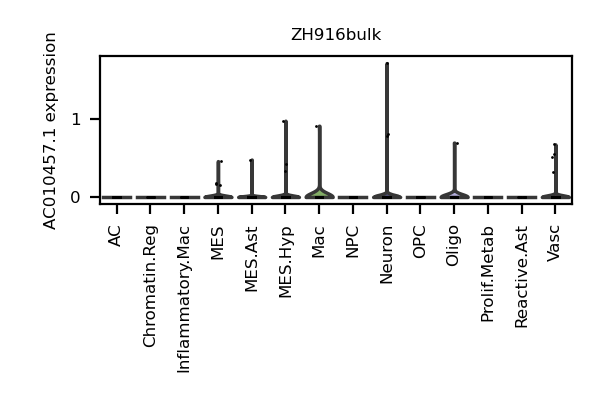 ZH916bulk
AC010457.1 expression
1
0
AC
Chromatin.Reg
Inflammatory.Mac
MES
MES.Ast
MES.Hyp
Mac
NPC
Neuron
OPC
Oligo
Prolif.Metab
Reactive.Ast
Vasc